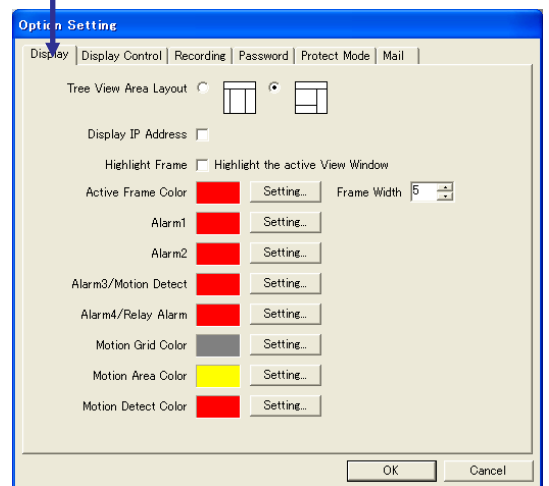 Option Setting
Display Display Control Recording Password Protect Mode Mail
Tree View Area Layout
Display IP Address
Highlight Frame Highlight the active View Window
Active Frame Color Setting... Frame Width 5
Alarm1 Setting...
Alarm2 Setting...
Alarm3/Motion Detect Setting...
Alarm4/Relay Alarm Setting...
Motion Grid Color Setting...
Motion Area Color Setting...
Motion Detect Color Setting...
OK Cancel